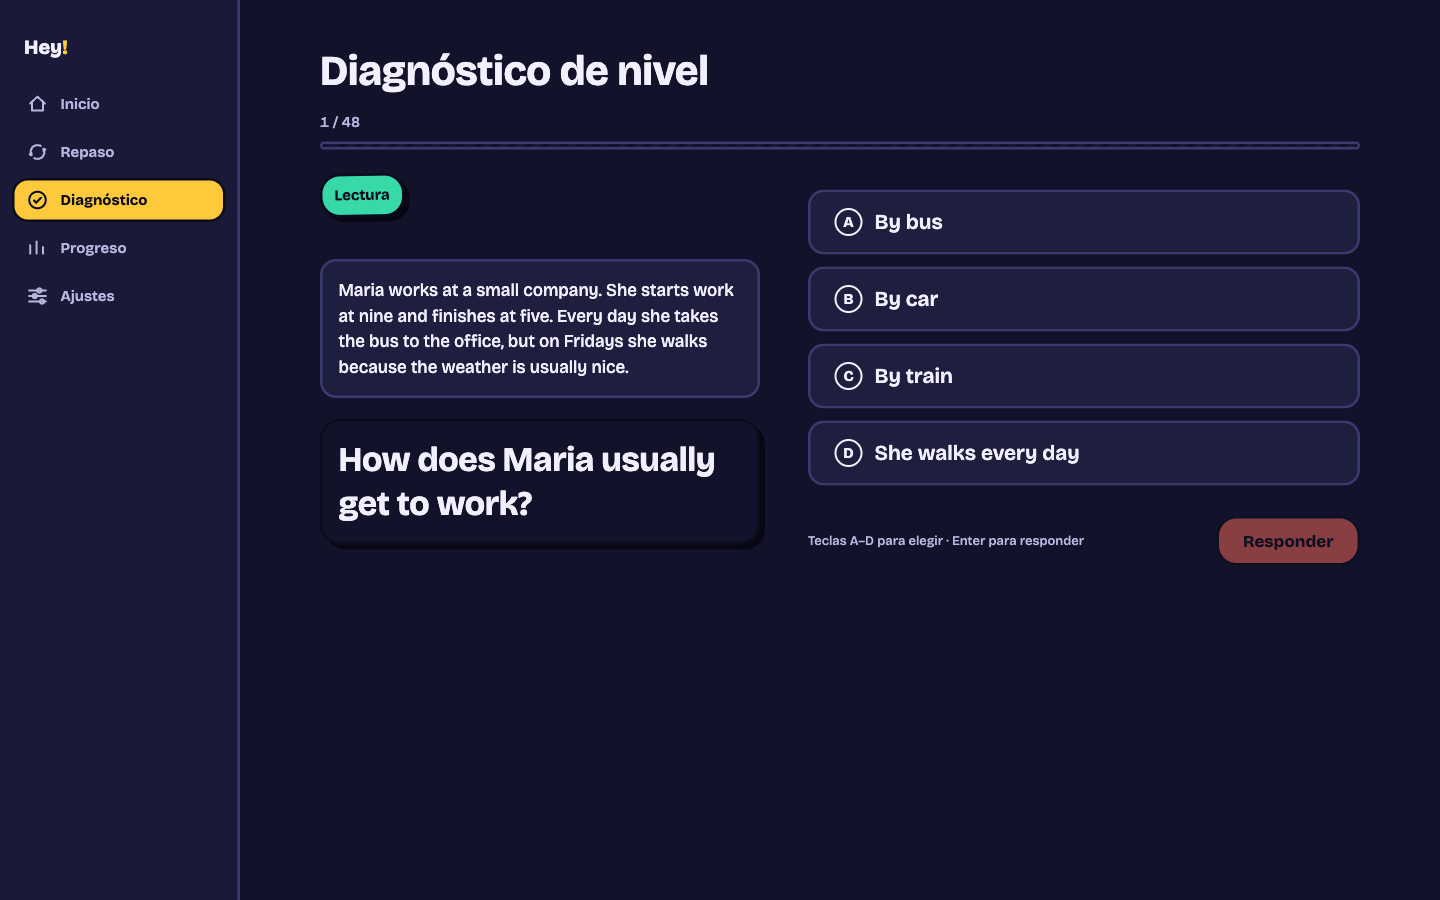 Hey!
Inicio
Repaso
Diagnóstico
Progreso
Ajustes
Diagnóstico de nivel
1 / 48
Lectura
Maria works at a small company. She starts work
at nine and finishes at five. Every day she takes
the bus to the office, but on Fridays she walks
because the weather is usually nice.
How does Maria usually
get to work?
A By bus
B By car
C By train
D She walks every day
Teclas A–D para elegir · Enter para responder
Responder